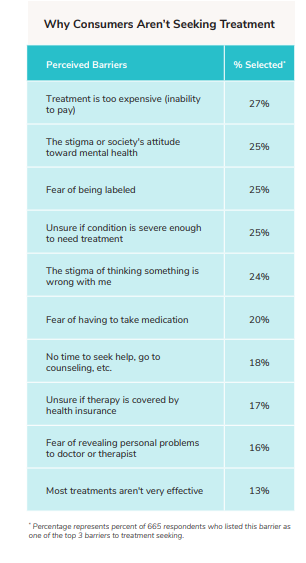 Why Consumers Aren't Seeking Treatment
Perceived Barriers % Selected*
Treatment is too expensive (inability
to pay) 27%
The stigma or society's attitude
toward mental health 25%
Fear of being labeled 25%
Unsure if condition is severe enough
to need treatment 25%
The stigma of thinking something is
wrong with me 24%
Fear of having to take medication 20%
No time to seek help, go to
counseling, etc. 18%
Unsure if therapy is covered by
health insurance 17%
Fear of revealing personal problems
to doctor or therapist 16%
Most treatments aren't very effective 13%
* Percentage represents percent of 665 respondents who listed this barrier as
one of the top 3 barriers to treatment seeking.